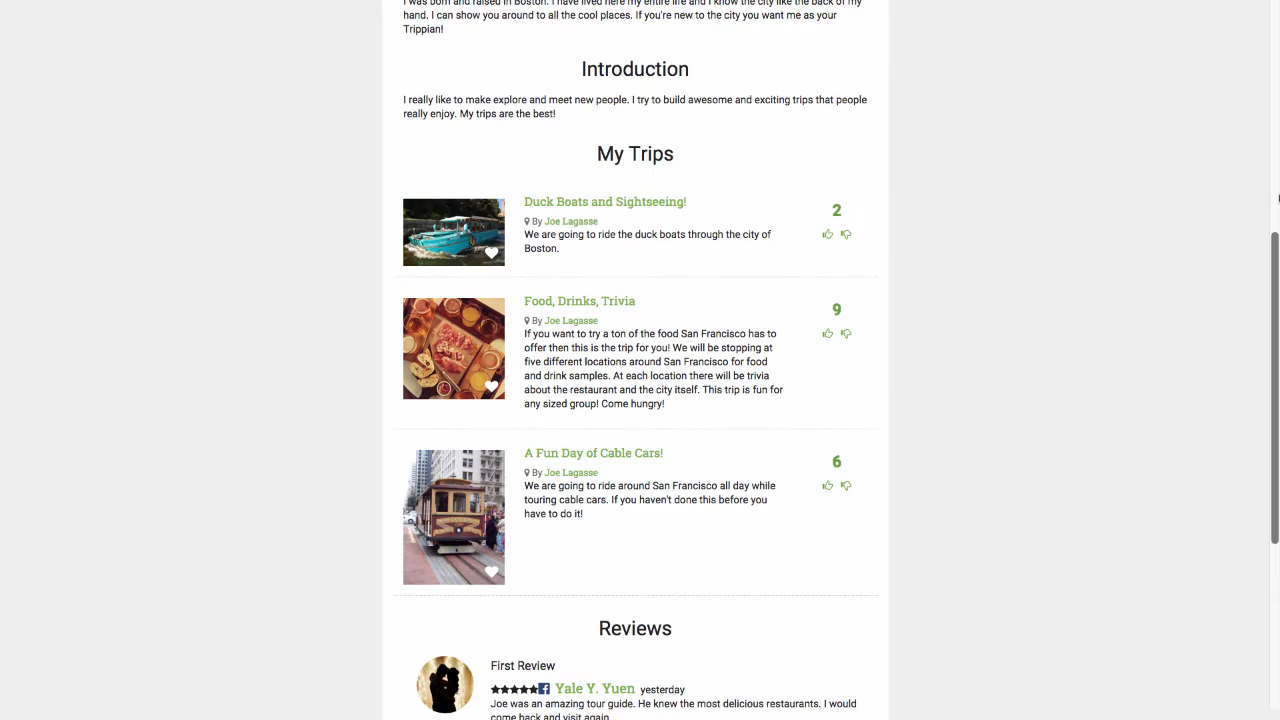 I was born and raised in Boston. I have lived here my entire life and I know the city like the back of my
hand. I can show you around to all the cool places. If you're new to the city you want me as your
Trippian!
Introduction
I really like to make explore and meet new people. I try to build awesome and exciting trips that people
really enjoy. My trips are the best!
My Trips
Duck Boats and Sightseeing!
By Joe Lagasse
We are going to ride the duck boats through the city of
Boston.
2
Food, Drinks, Trivia
By Joe Lagasse
If you want to try a ton of the food San Francisco has to
offer then this is the trip for you! We will be stopping at
five different locations around San Francisco for food
and drink samples. At each location there will be trivia
about the restaurant and the city itself. This trip is fun for
any sized group! Come hungry!
9
A Fun Day of Cable Cars!
By Joe Lagasse
We are going to ride around San Francisco all day while
touring cable cars. If you haven't done this before you
have to do it!
6
Reviews
First Review
Yale Y. Yuen yesterday
Joe was an amazing tour guide. He knew the most delicious restaurants. I would
come back and visit again.